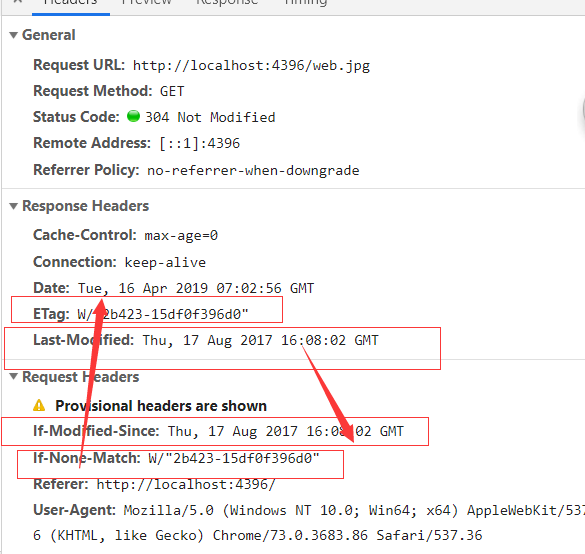 Headers Preview Response Timing
General
Request URL: http://localhost:4396/web.jpg
Request Method: GET
Status Code: 304 Not Modified
Remote Address: [::1]:4396
Referrer Policy: no-referrer-when-downgrade
Response Headers
Cache-Control: max-age=0
Connection: keep-alive
Date: Tue, 16 Apr 2019 07:02:56 GMT
ETag: W/"2b423-15df0f396d0"
Last-Modified: Thu, 17 Aug 2017 16:08:02 GMT
Request Headers
Provisional headers are shown
If-Modified-Since: Thu, 17 Aug 2017 16:08:02 GMT
If-None-Match: W/"2b423-15df0f396d0"
Referer: http://localhost:4396/
User-Agent: Mozilla/5.0 (Windows NT 10.0; Win64; x64) AppleWebKit/537
6 (KHTML, like Gecko) Chrome/73.0.3683.86 Safari/537.36